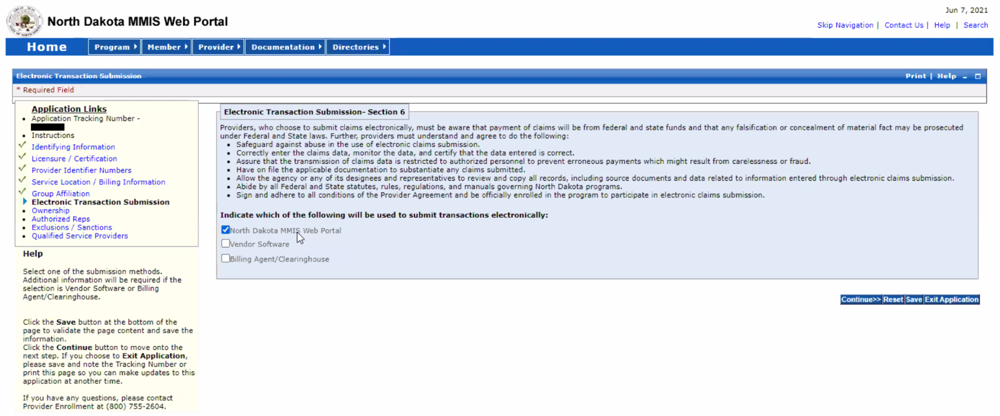 Jun 7, 2021
North Dakota MMIS Web Portal
Skip Navigation | Contact Us | Help | Search
Home Program Member Provider Documentation Directories
Electronic Transaction Submission
Print | Help
* Required Field
Application Links
Application Tracking Number -
Instructions
Identifying Information
Licensure / Certification
Provider Identifier Numbers
Service Location / Billing Information
Group Affiliation
Electronic Transaction Submission
Ownership
Authorized Reps
Exclusions / Sanctions
Qualified Service Providers
Help
Select one of the submission methods.
Additional information will be required if the
selection is Vendor Software or Billing
Agent/Clearinghouse.
Click the Save button at the bottom of the
page to validate the page content and save the
information.
Click the Continue button to move onto the
next step. If you choose to Exit Application,
please save and note the Tracking Number or
print this page so you can make updates to this
application at another time.
If you have any questions, please contact
Provider Enrollment at (800) 755-2604.
Electronic Transaction Submission- Section 6
Providers, who choose to submit claims electronically, must be aware that payment of claims will be from federal and state funds and that any falsification or concealment of material fact may be prosecuted
under Federal and State laws. Further, providers must understand and agree to do the following:
Safeguard against abuse in the use of electronic claims submission.
Correctly enter the claims data, monitor the data, and certify that the data entered is correct.
Assure that the transmission of claims data is restricted to authorized personnel to prevent erroneous payments which might result from carelessness or fraud.
Have on file the applicable documentation to substantiate any claims submitted.
Allow the agency or any of its designees and representatives to review and copy all records, including source documents and data related to information entered through electronic claims submission.
Abide by all Federal and State statutes, rules, regulations, and manuals governing North Dakota programs.
Sign and adhere to all conditions of the Provider Agreement and be officially enrolled in the program to participate in electronic claims submission.
Indicate which of the following will be used to submit transactions electronically:
North Dakota MMIS Web Portal
Vendor Software
Billing Agent/Clearinghouse
Continue>> Reset Save Exit Application